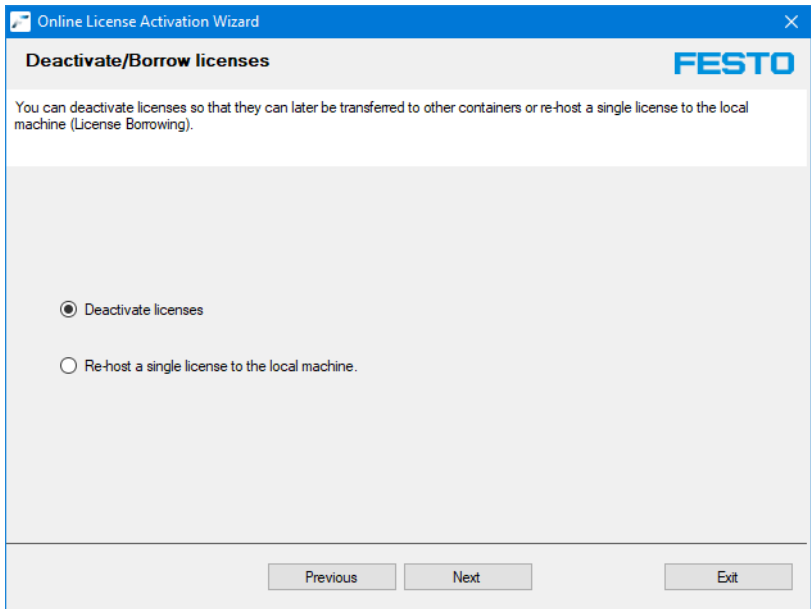 Online License Activation Wizard
Deactivate/Borrow licenses
FESTO
You can deactivate licenses so that they can later be transferred to other containers or re-host a single license to the local
machine (License Borrowing).
Deactivate licenses
Re-host a single license to the local machine.
Previous
Next
Exit